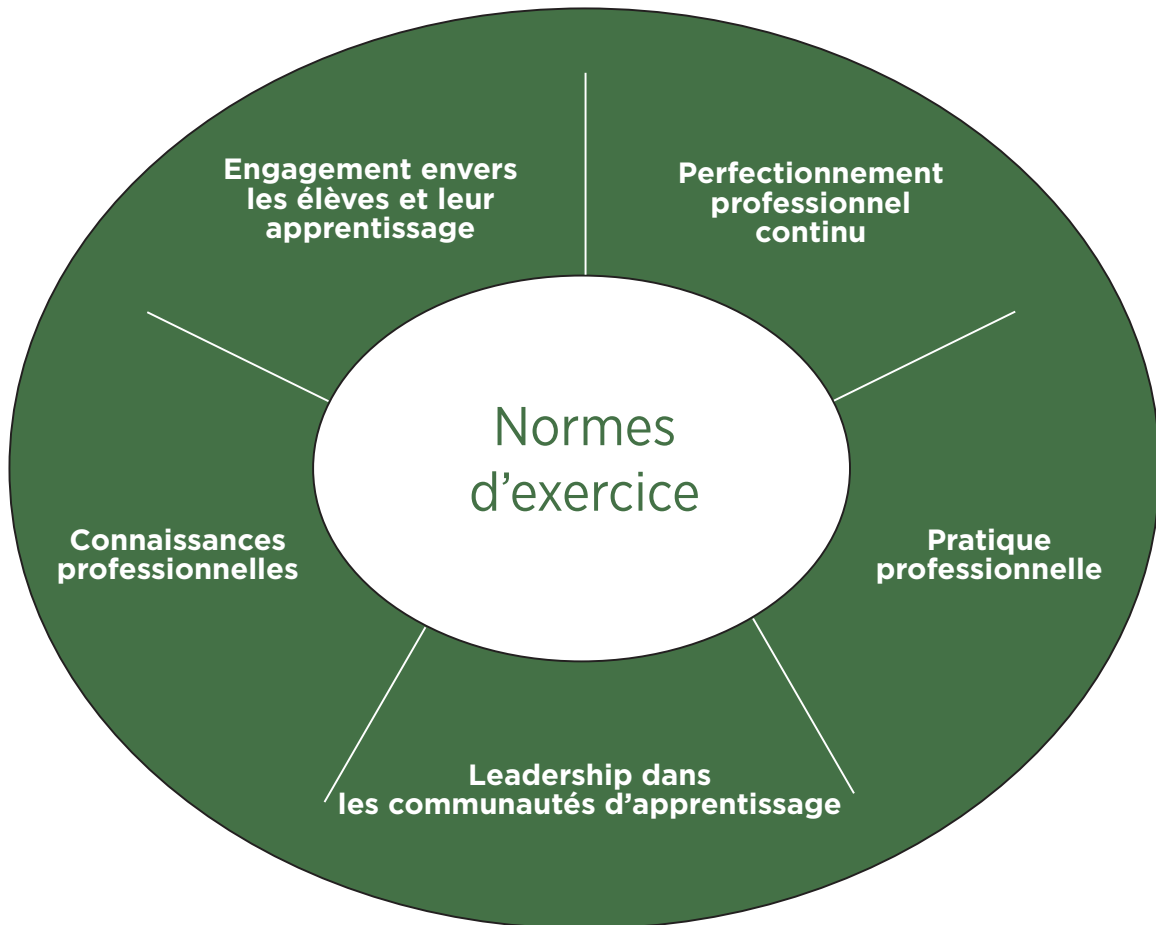 Engagement envers
les élèves et leur
apprentissage
Perfectionnement
professionnel
continu
Normes
d’exercice
Connaissances
professionnelles
Pratique
professionnelle
Leadership dans
les communautés d’apprentissage